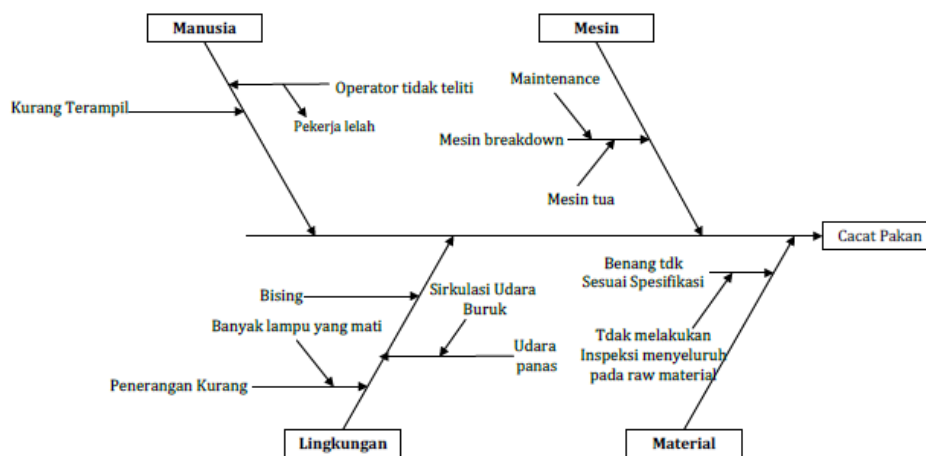 Manusia
Mesin
Maintenance
Operator tidak teliti
Kurang Terampil
Pekerja lelah
Mesin breakdown
Mesin tua
Cacat Pakan
Benang tdk
Sesuai Spesifikasi
Sirkulasi Udara
Buruk
Bising
Banyak lampu yang mati
Udara
panas
Tdak melakukan
Inspeksi menyeluruh
pada raw material
Penerangan Kurang
Lingkungan
Material